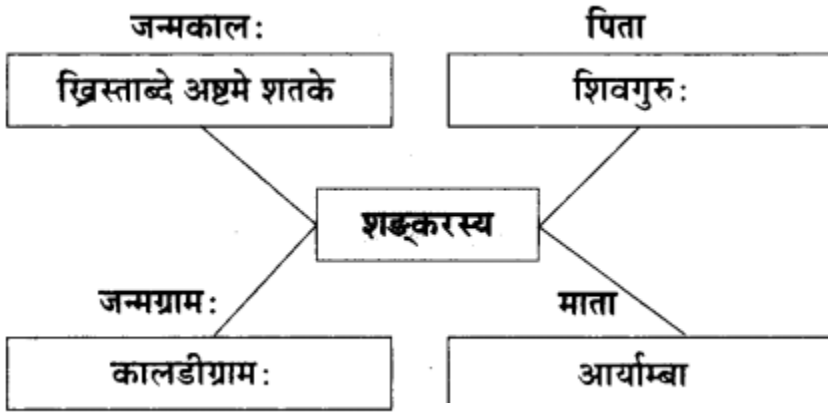 जन्मकालः
पिता
ख्रिस्ताब्दे अष्टमे शतके
शिवगुरुः
शङ्करस्य
जन्मग्रामः
माता
कालडीग्रामः
आर्याम्बा